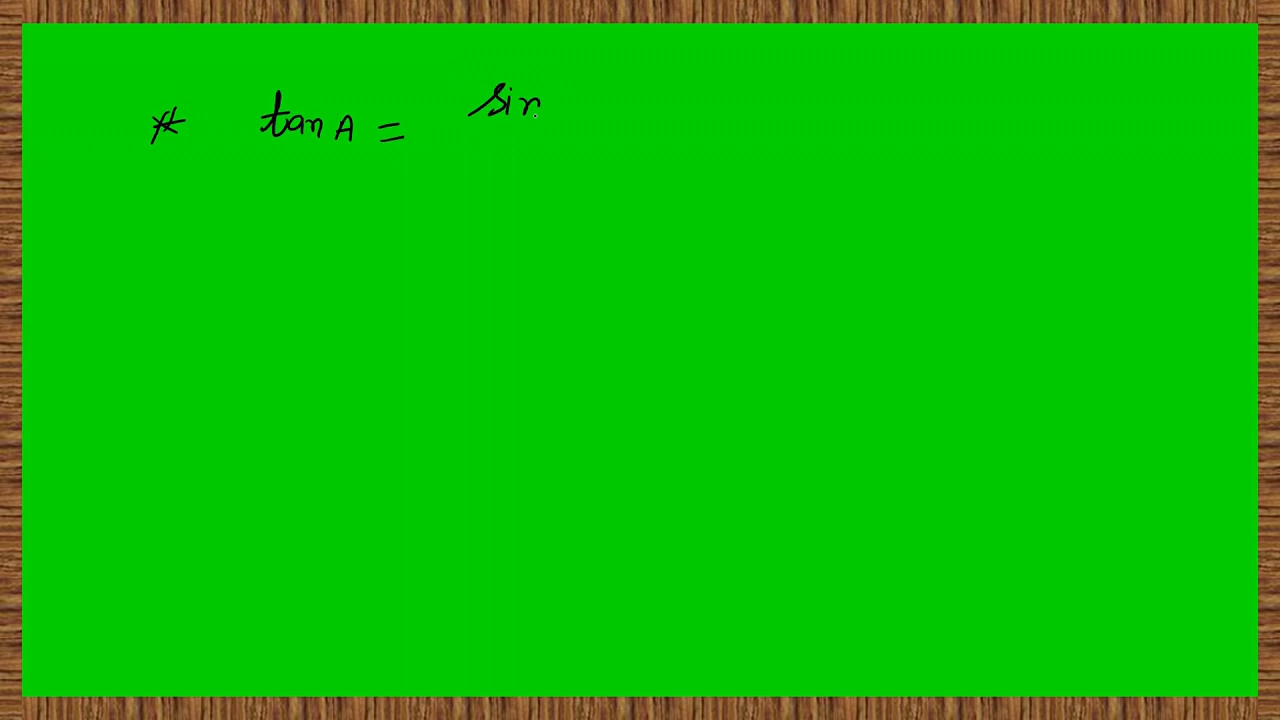 * tan A = sin